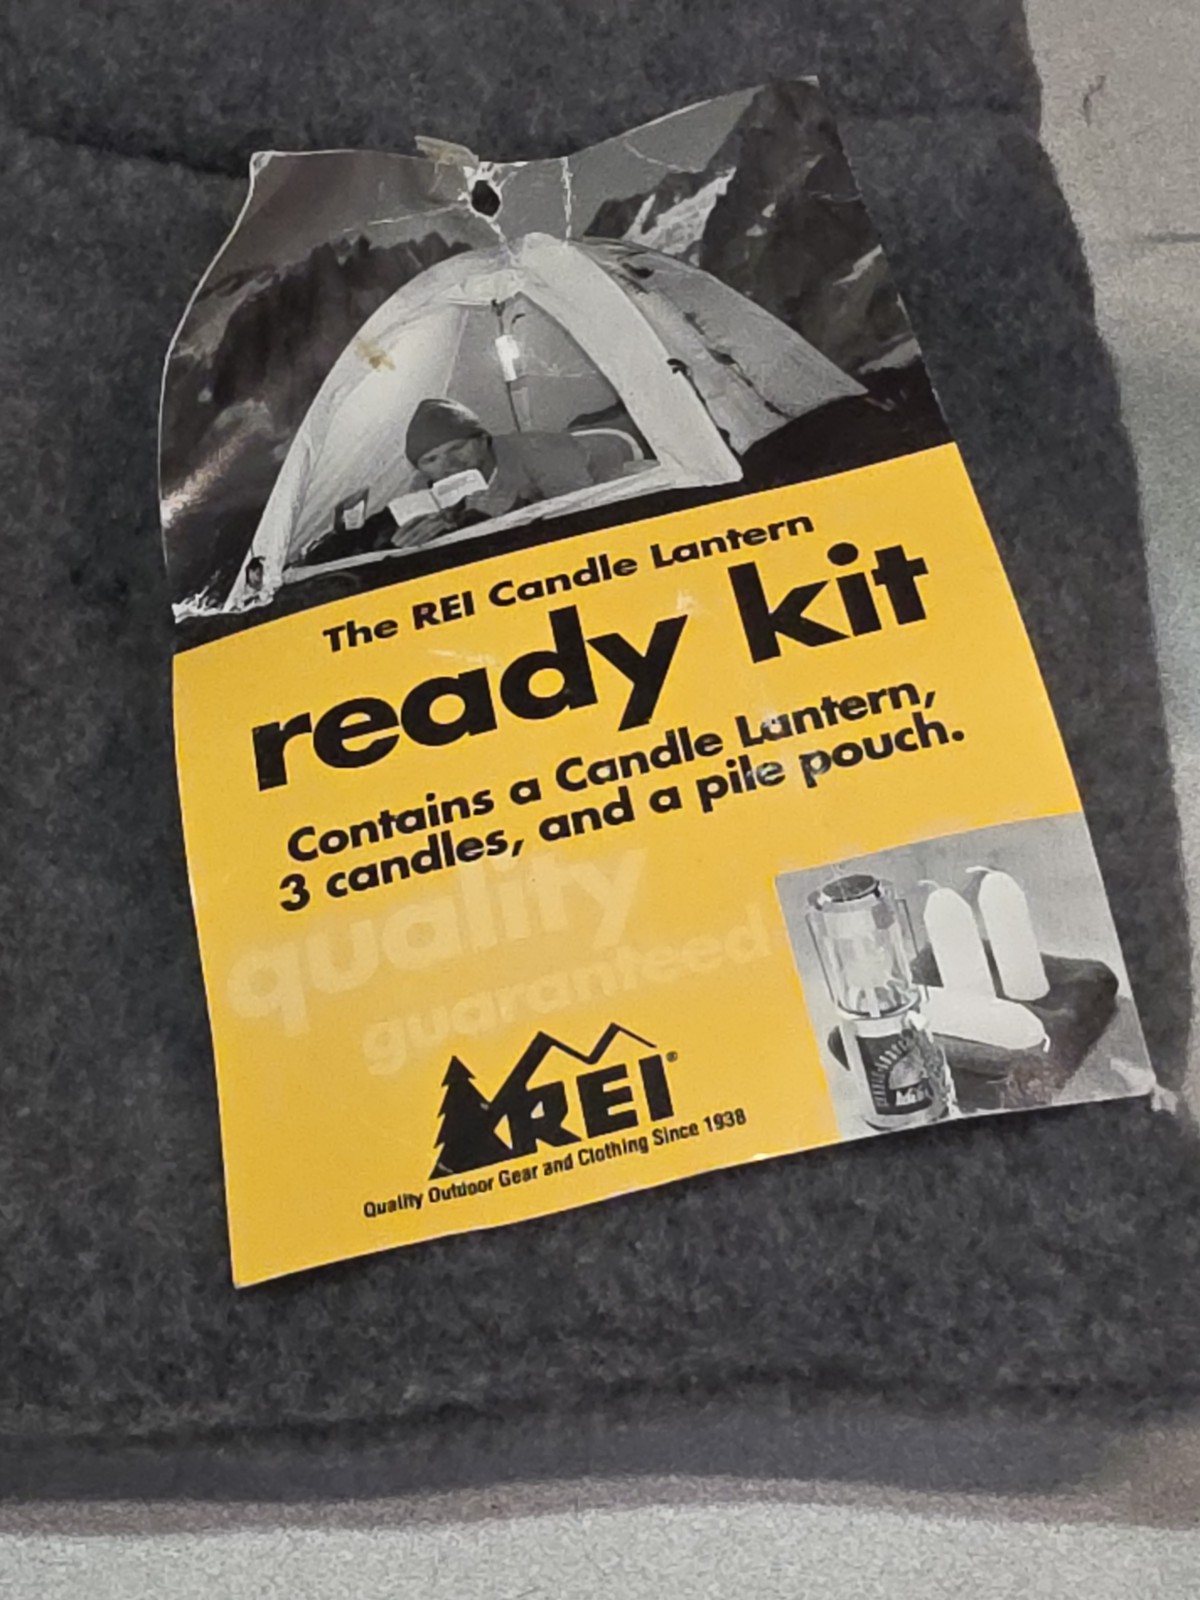 The REI Candle Lantern
ready kit
Contains a Candle Lantern,
3 candles, and a pile pouch.
quality
guaranteed
REI®
Quality Outdoor Gear and Clothing Since 1938